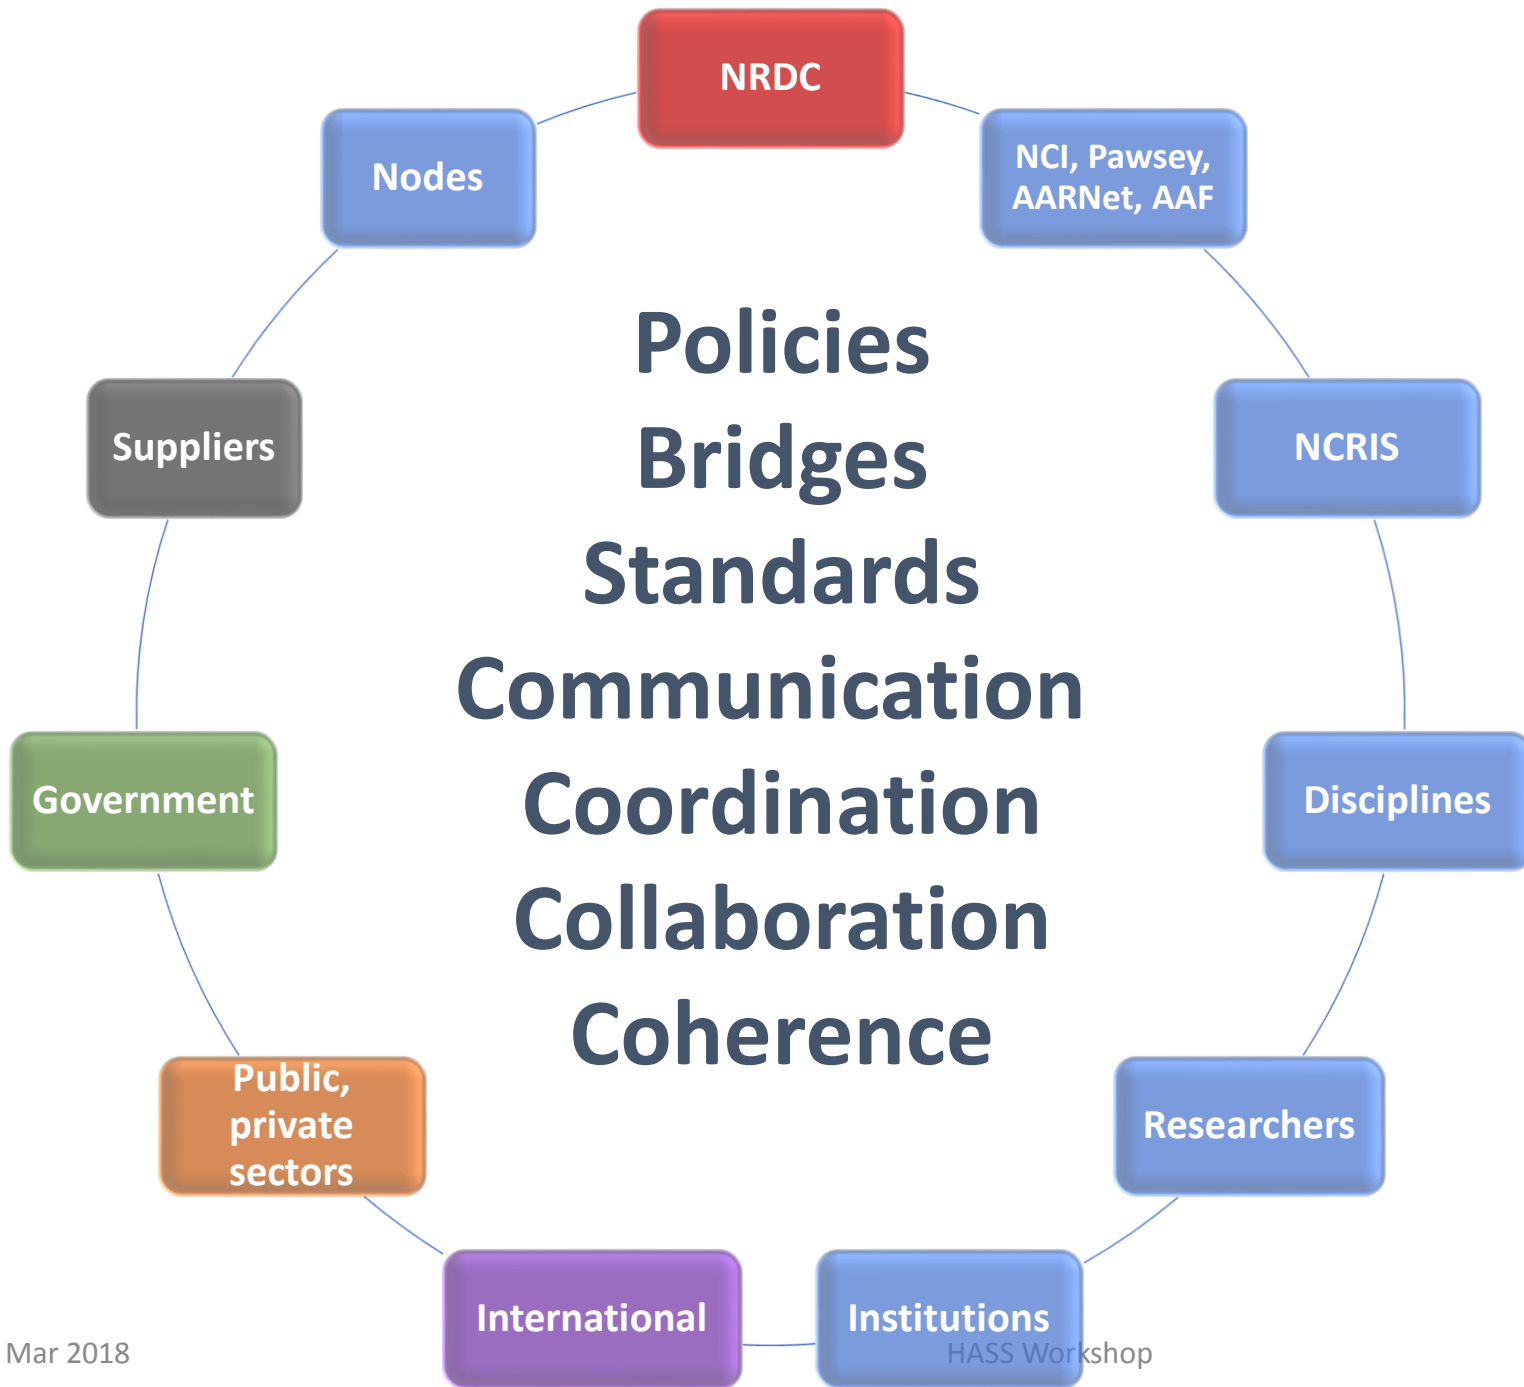 NRDC
Nodes
NCI, Pawsey,
AARNet, AAF
Policies
Bridges
Suppliers
NCRIS
Standards
Communication
Government
Coordination
Disciplines
Collaboration
Coherence
Public,
private
sectors
Researchers
International
Institutions
Mar 2018
HASS Workshop